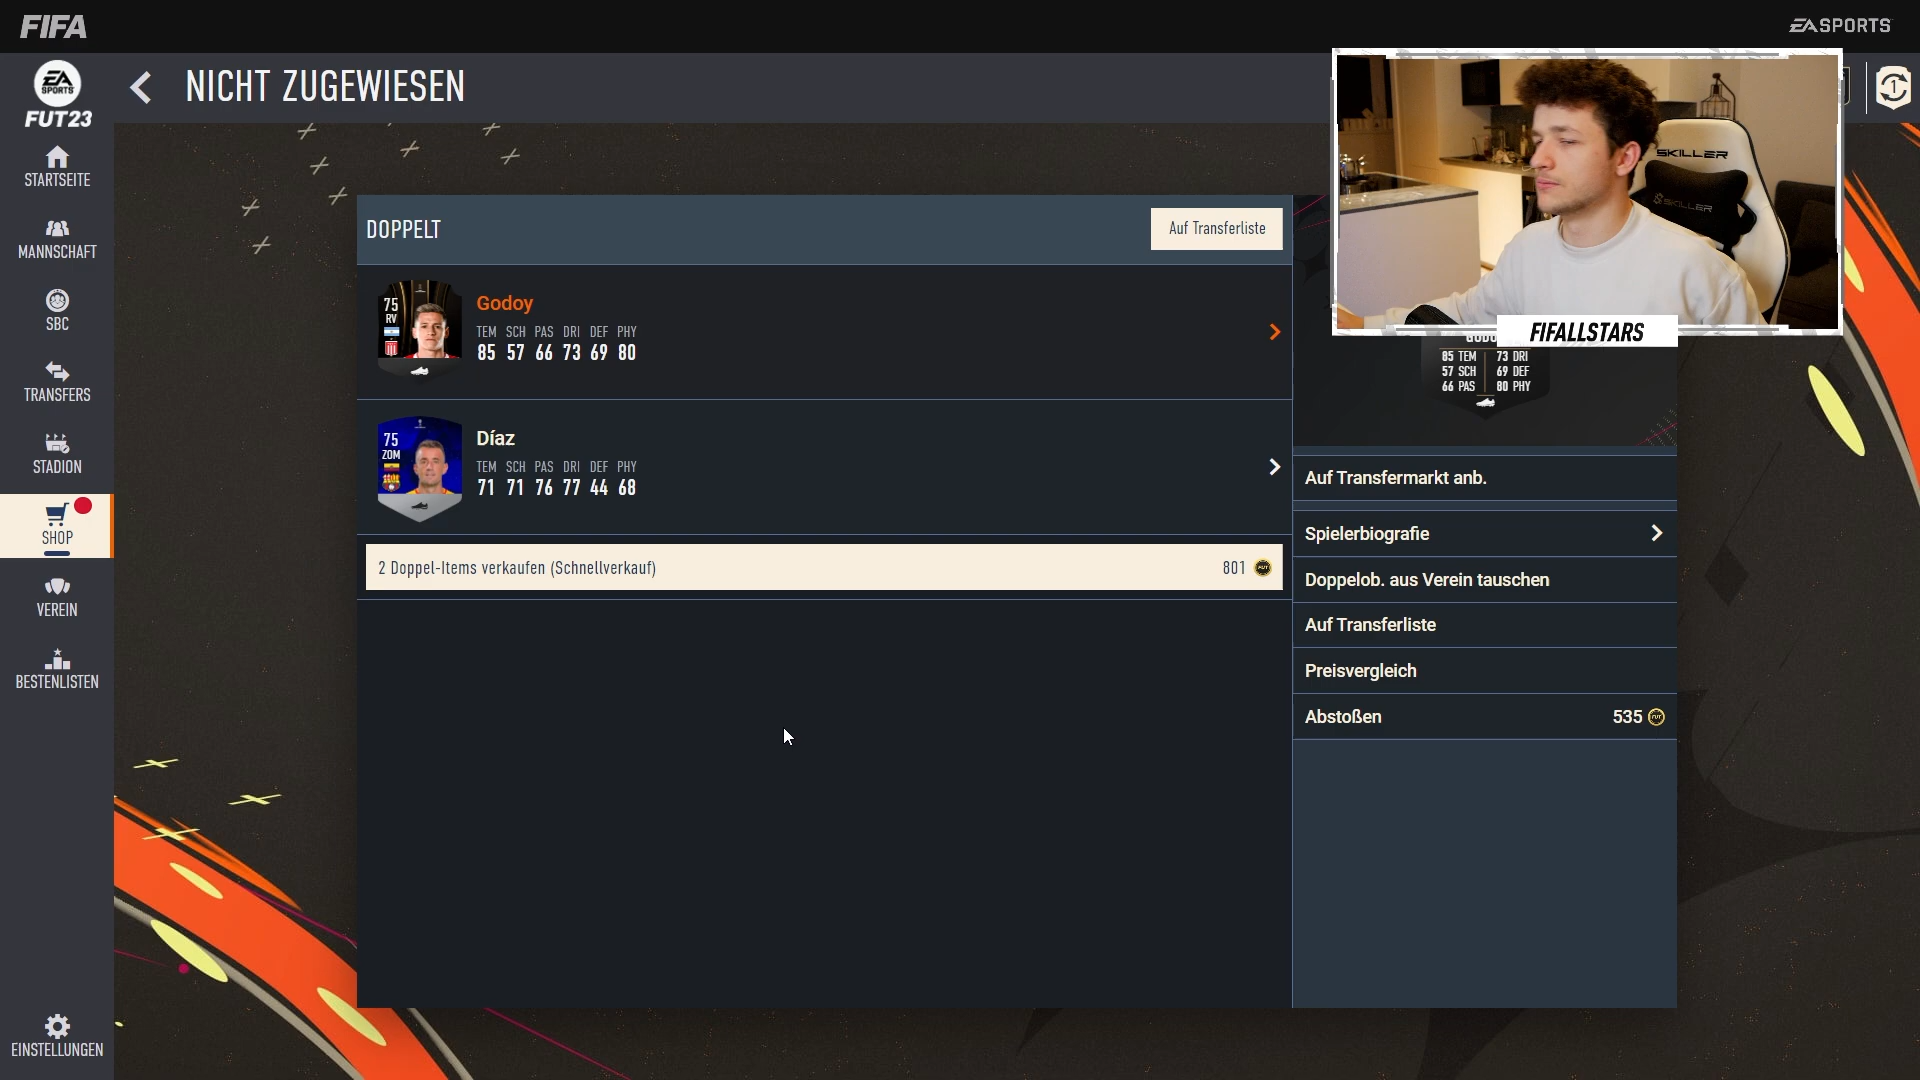 FIFA
EA SPORTS
EA
SPORTS
FUT23
NICHT ZUGEWIESEN
1
STARTSEITE
MANNSCHAFT
SBC
TRANSFERS
STADION
SHOP
VEREIN
BESTENLISTEN
EINSTELLUNGEN
DOPPELT
Auf Transferliste
75
RV
Godoy
TEM SCH PAS DRI DEF PHY
85 57 66 73 69 80
75
ZOM
Díaz
TEM SCH PAS DRI DEF PHY
71 71 76 77 44 68
2 Doppel-Items verkaufen (Schnellverkauf) 801
SKILLER
SKILLER
FIFALLSTARS
85 TEM 73 DRI
57 SCH 69 DEF
66 PAS 80 PHY
Auf Transfermarkt anb.
Spielerbiografie
Doppelob. aus Verein tauschen
Auf Transferliste
Preisvergleich
Abstoßen 535